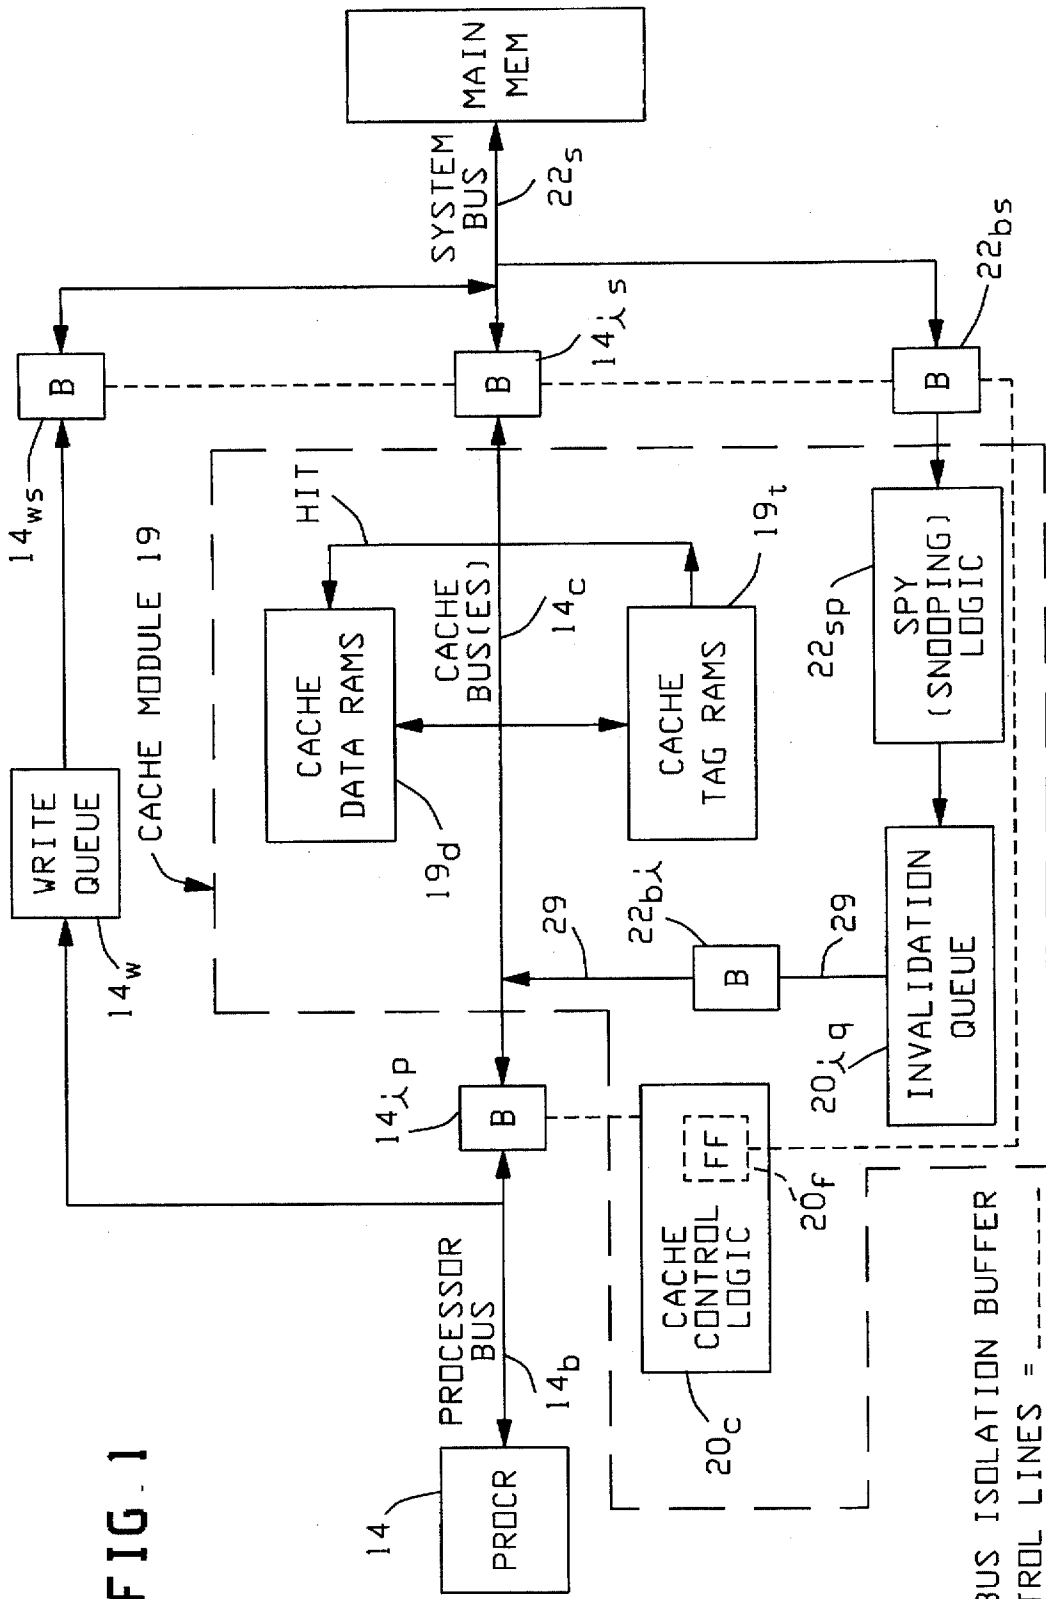 FIG. 1
14
PROCR
PROCESSOR
BUS
14b
14w
WRITE
QUEUE
14ws
B
CACHE MODULE 19
14ip
B
CACHE
DATA RAMS
19d
HIT
CACHE
BUS(ES)
14c
CACHE
TAG RAMS
19t
B
14is
SYSTEM
BUS
22s
MAIN
MEM
CACHE
CONTROL
LOGIC
FF
20f
20c
29
22bi
B
29
INVALIDATION
QUEUE
20iq
SPY
(SNOOPING)
LOGIC
22sp
B
22bs
BUS ISOLATION BUFFER
TROL LINES = --------